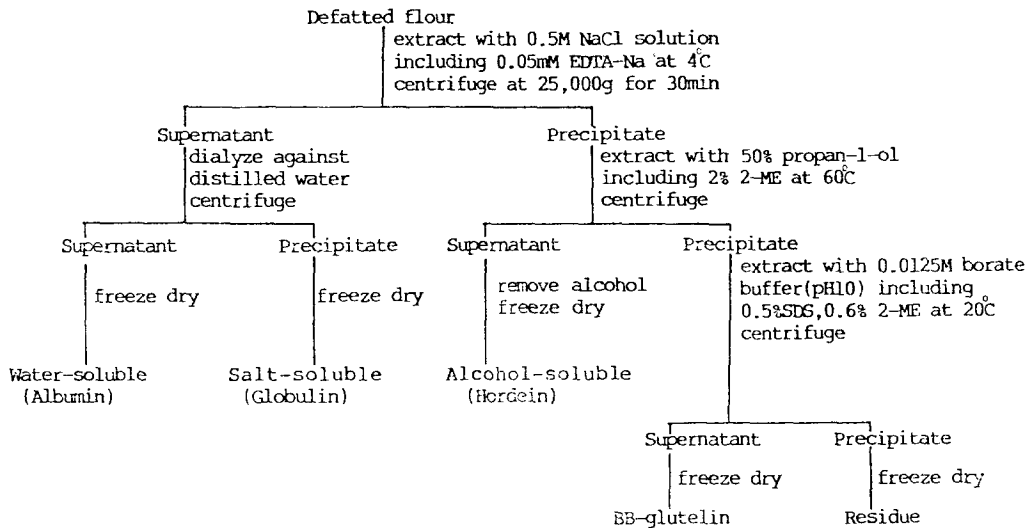 Defatted flour
extract with 0.5M NaCl solution
including 0.05mM EDTA-Na at 4°C
centrifuge at 25,000g for 30min
Supernatant
dialyze against
distilled water
centrifuge
Precipitate
extract with 50% propan-1-ol
including 2% 2-ME at 60°C
centrifuge
Supernatant
freeze dry
Precipitate
freeze dry
Supernatant
remove alcohol
freeze dry
Precipitate
extract with 0.0125M borate
buffer(pH10) including
0.5%SDS,0.6% 2-ME at 20°C
centrifuge
Water-soluble
(Albumin)
Salt-soluble
(Globulin)
Alcohol-soluble
(Hordein)
Supernatant
freeze dry
Precipitate
freeze dry
BB-glutelin
Residue